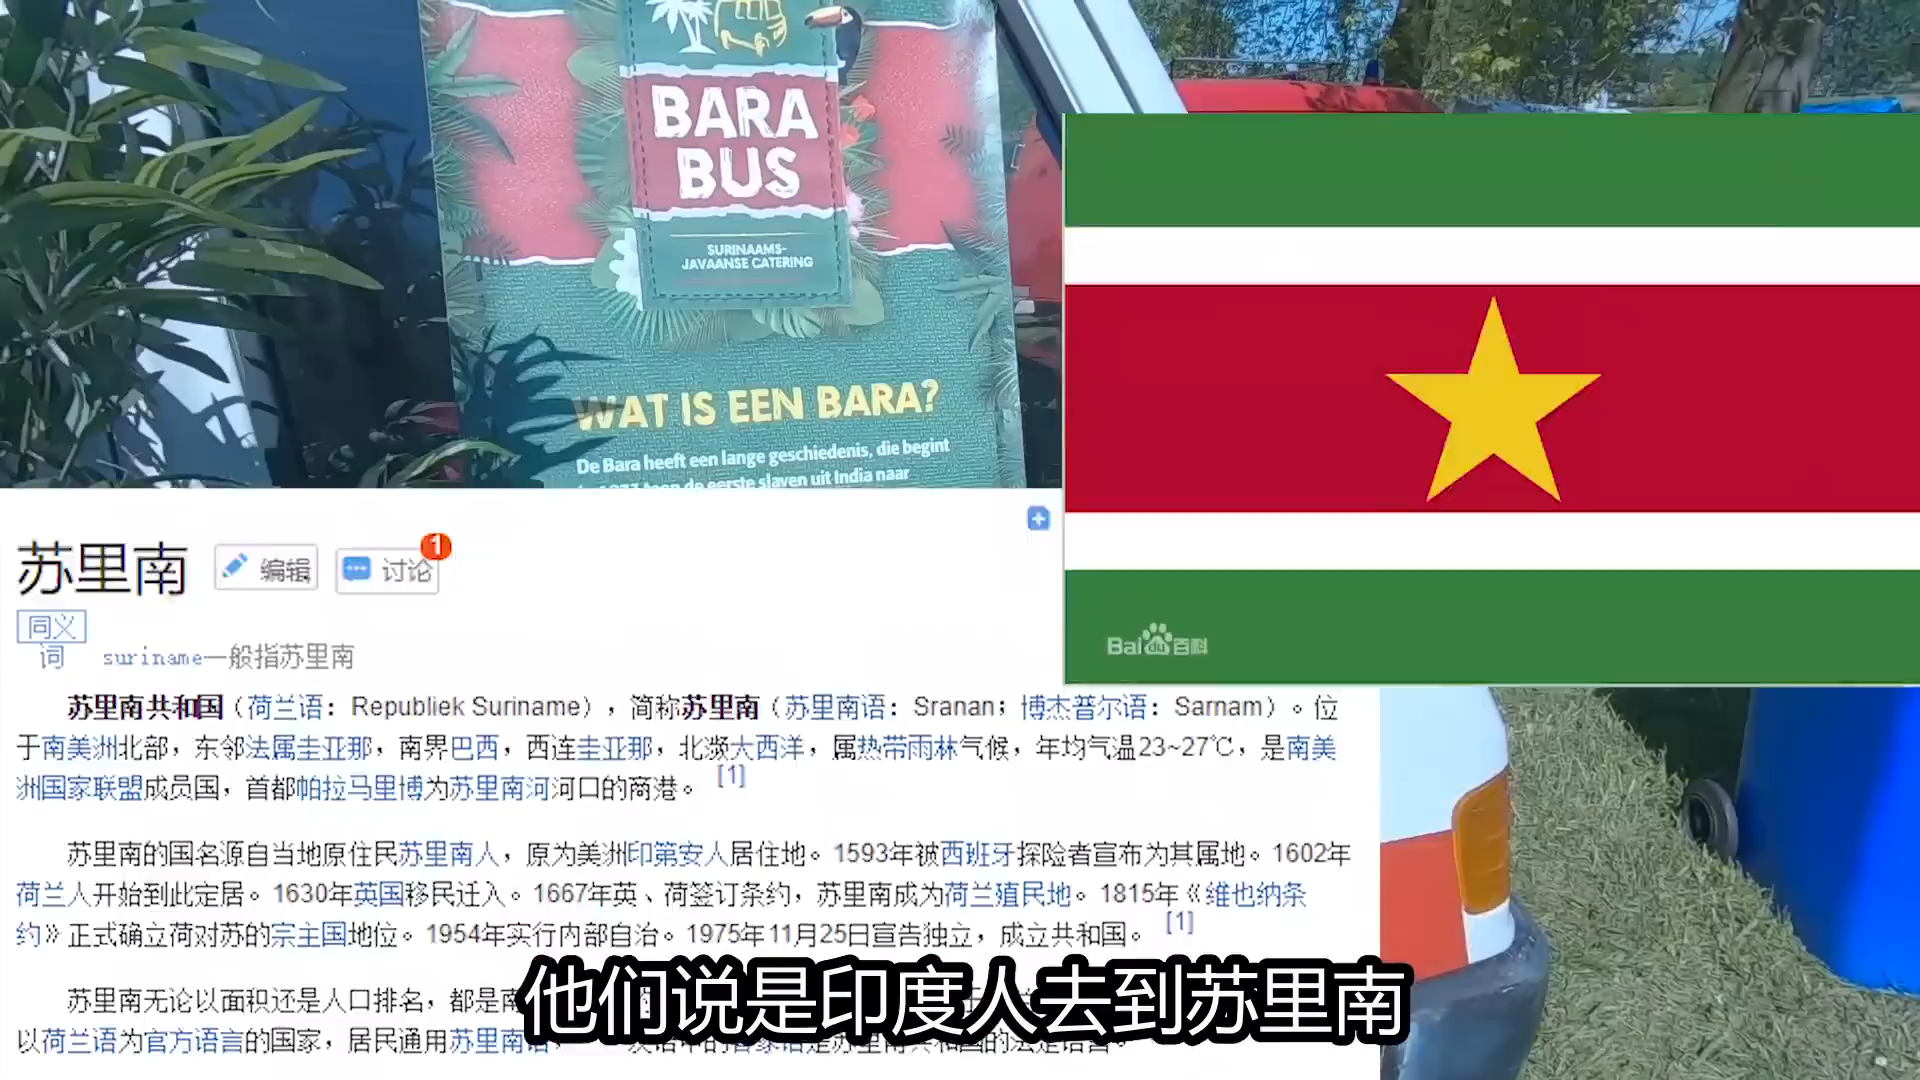 BARA
BUS
SURINAAMS-
JAVAANSE CATERING
WAT IS EEN BARA?
De Bara heeft een lange geschiedenis, die begint
toen de eerste slaven uit India naar
苏里南
编辑
讨论
1
同义词
suriname一般指苏里南
苏里南共和国（荷兰语：Republiek Suriname），简称苏里南（苏里南语：Sranan；博杰普尔语：Sarnam）。位
于南美洲北部，东邻法属圭亚那，南界巴西，西连圭亚那，北濒大西洋，属热带雨林气候，年均气温23~27℃，是南美
洲国家联盟成员国，首都帕拉马里博为苏里南河河口的商港。 [1]
苏里南的国名源自当地原住民苏里南人，原为美洲印第安人居住地。1593年被西班牙探险者宣布为其属地。1602年
荷兰人开始到此定居。1630年英国移民迁入。1667年英、荷签订条约，苏里南成为荷兰殖民地。1815年《维也纳条
约》正式确立荷对苏的宗主国地位。1954年实行内部自治。1975年11月25日宣告独立，成立共和国。 [1]
苏里南无论以面积还是人口排名，都是南
以荷兰语为官方语言的国家，居民通用苏里南语，
Baidu百科
他们说是印度人去到苏里南